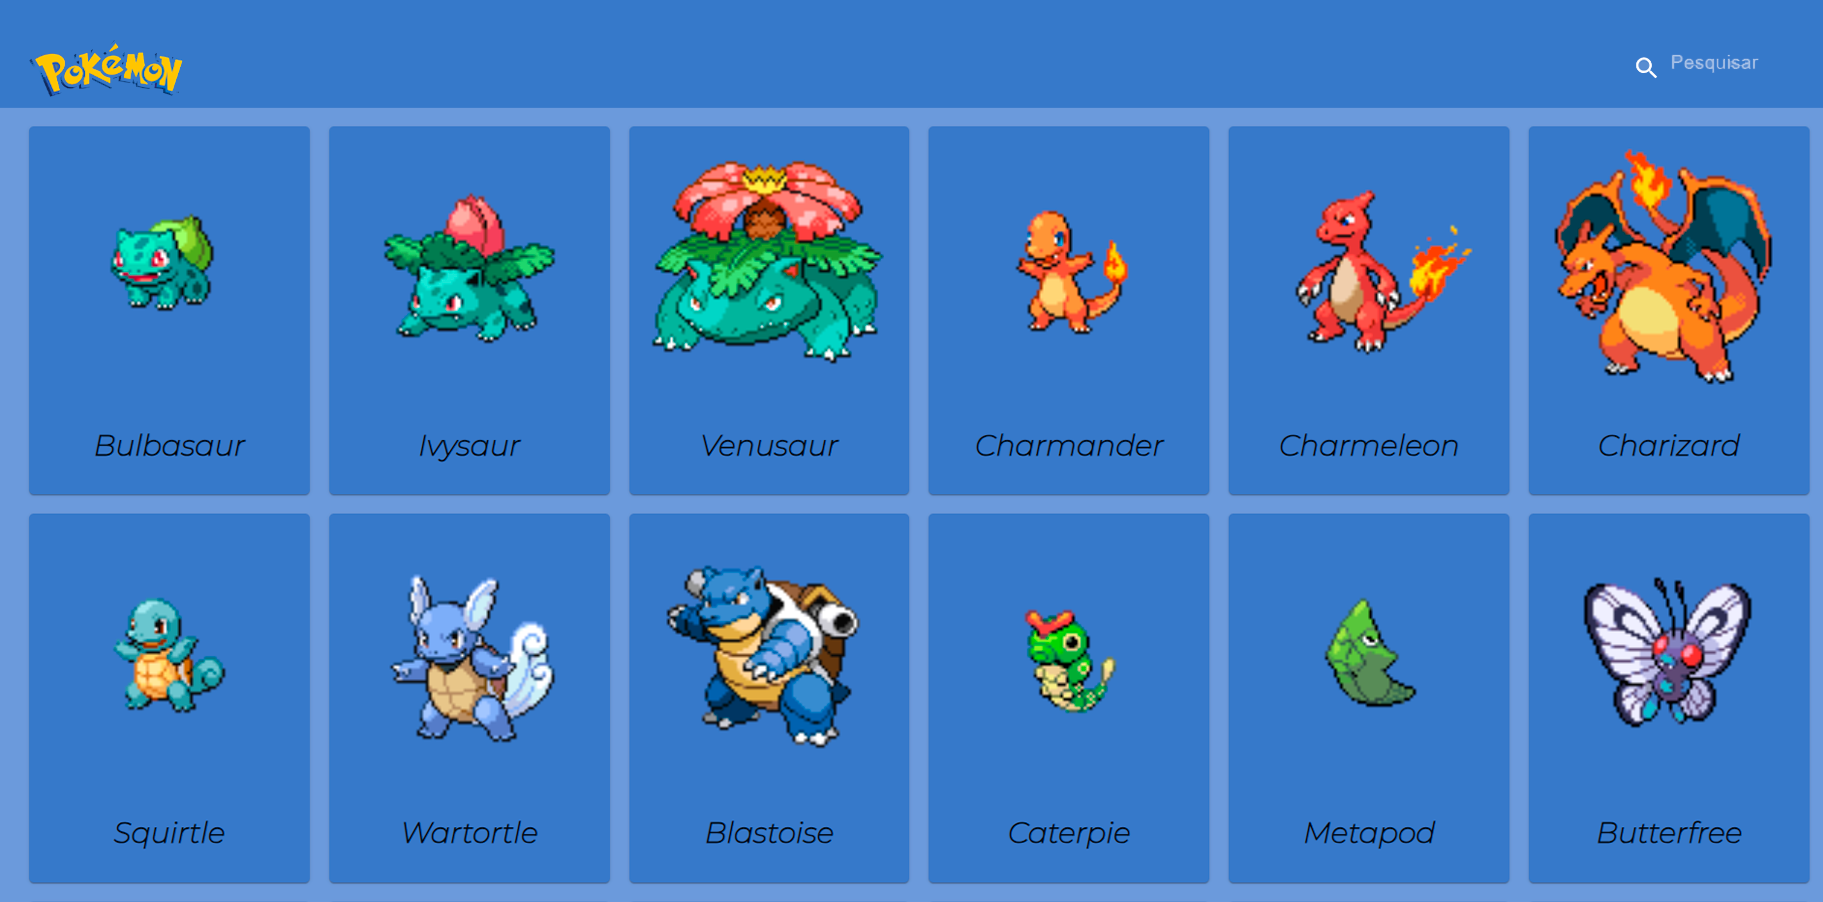 POKéMON
Pesquisar
Bulbasaur
Ivysaur
Venusaur
Charmander
Charmeleon
Charizard
Squirtle
Wartortle
Blastoise
Caterpie
Metapod
Butterfree